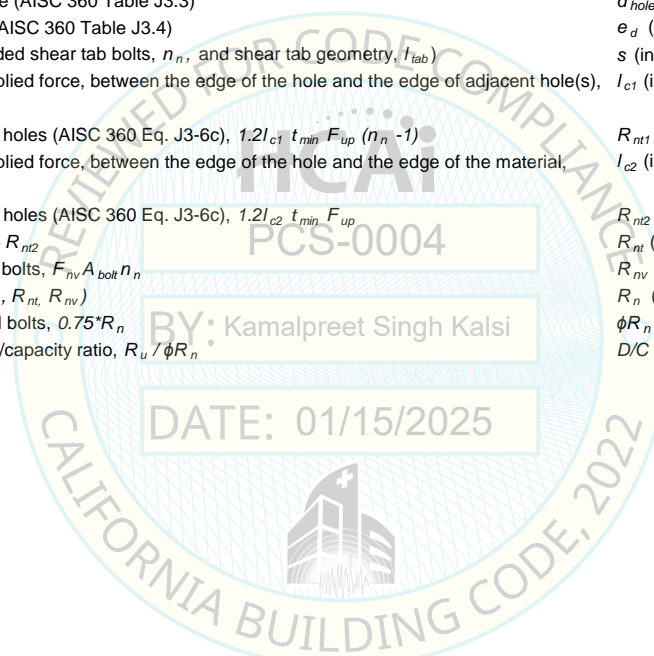 e (AISC 360 Table J3.3) d hole
AISC 360 Table J3.4) e d (
ded shear tab bolts, n n , and shear tab geometry, l tab ) s (in
olied force, between the edge of the hole and the edge of adjacent hole(s), l c1 (i
holes (AISC 360 Eq. J3-6c), 1.2l c1 t min F up (n n -1) R nt1
olied force, between the edge of the hole and the edge of the material, l c2 (i
holes (AISC 360 Eq. J3-6c), 1.2l c2 t min F up R nt2
R nt2 R nt (
bolts, F nv A bolt n n R nv
, R nt, R nv ) R n (
l bolts, 0.75*R n ϕR n
/capacity ratio, R u / ϕR n D/C
REVIEWED FOR CODE COMPLIANCE
HCAi
PCS-0004
BY: Kamalpreet Singh Kalsi
DATE: 01/15/2025
CALIFORNIA BUILDING CODE, 2022